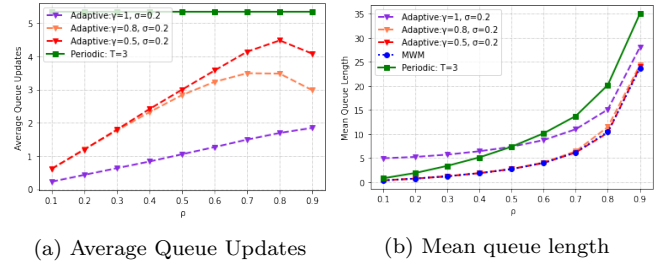 Average Queue Updates
5
4
3
2
1
0
Adaptive:γ=1, σ=0.2
Adaptive:γ=0.8, σ=0.2
Adaptive:γ=0.5, σ=0.2
Periodic: T=3
0.1 0.2 0.3 0.4 0.5 0.6 0.7 0.8 0.9
ρ
(a) Average Queue Updates
Mean Queue Length
35
30
25
20
15
10
5
0
Adaptive:γ=1, σ=0.2
Adaptive:γ=0.8, σ=0.2
Adaptive:γ=0.5, σ=0.2
MWM
Periodic: T=3
0.1 0.2 0.3 0.4 0.5 0.6 0.7 0.8 0.9
ρ
(b) Mean queue length